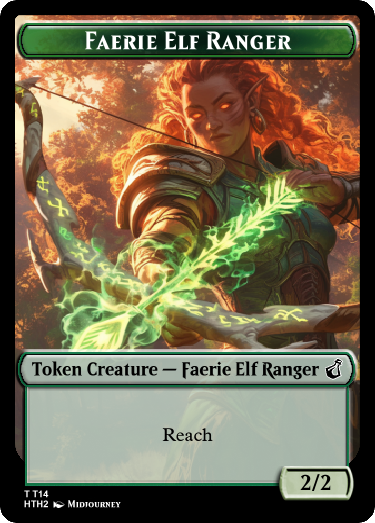 Faerie Elf Ranger
Token Creature — Faerie Elf Ranger
Reach
2/2
T T14
HTH2 Midjourney